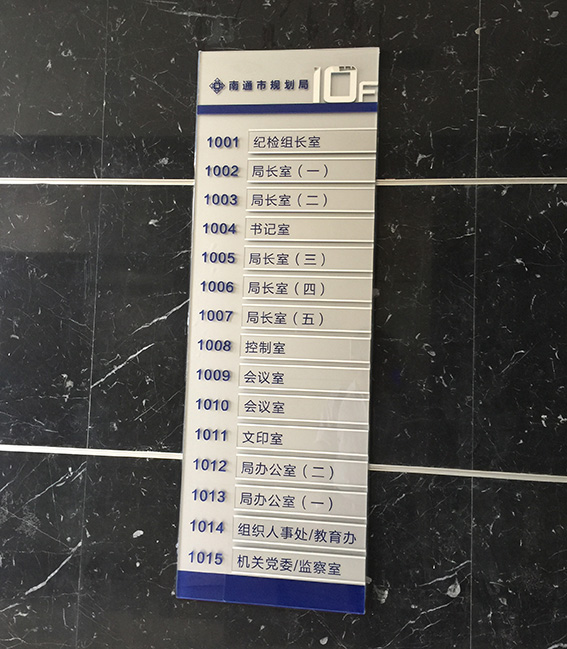 南通市规划局 10F
1001 纪检组长室
1002 局长室(一)
1003 局长室(二)
1004 书记室
1005 局长室(三)
1006 局长室(四)
1007 局长室(五)
1008 控制室
1009 会议室
1010 会议室
1011 文印室
1012 局办公室(二)
1013 局办公室(一)
1014 组织人事处/教育办
1015 机关党委/监察室